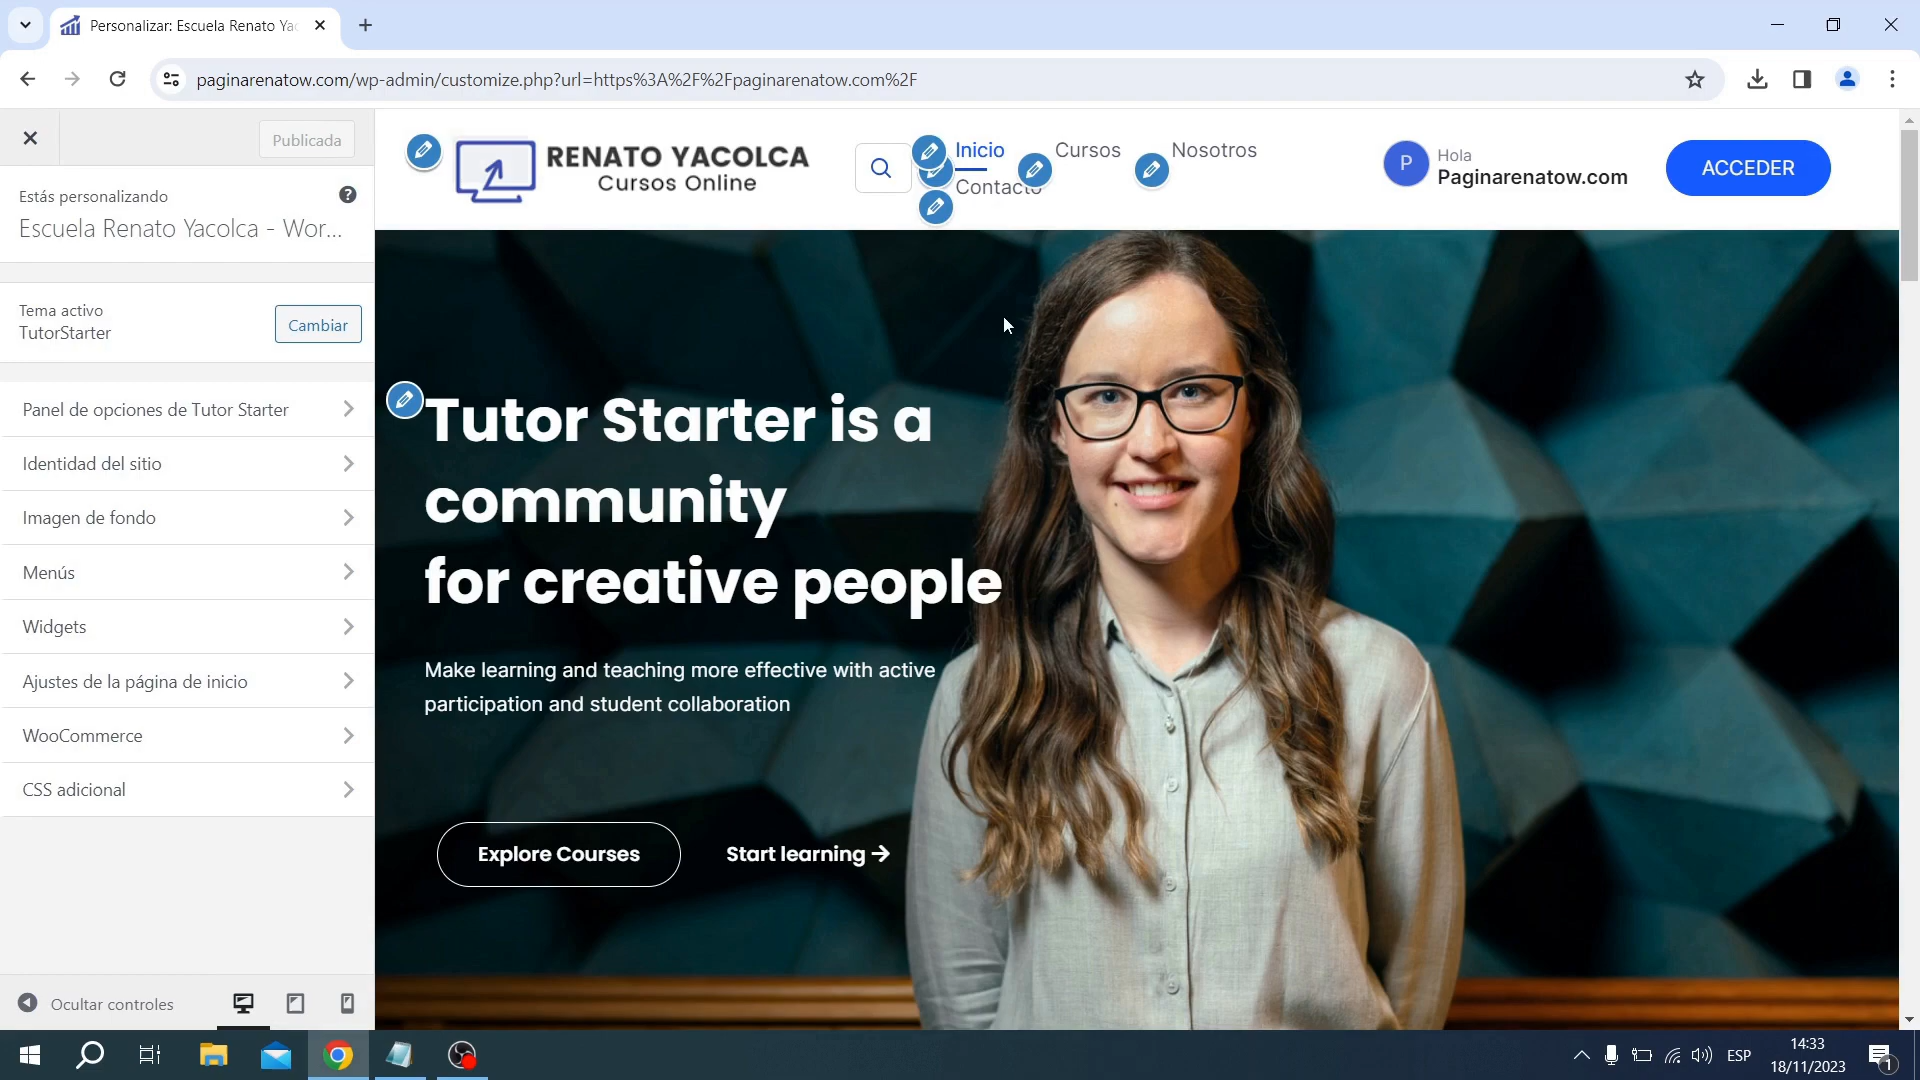 Personalizar: Escuela Renato Yac
paginarenatow.com/wp-admin/customize.php?url=https%3A%2F%2Fpaginarenatow.com%2F
Publicada
Estás personalizando
Escuela Renato Yacolca - Wor...
Tema activo
TutorStarter
Cambiar
Panel de opciones de Tutor Starter
Identidad del sitio
Imagen de fondo
Menús
Widgets
Ajustes de la página de inicio
WooCommerce
CSS adicional
Ocultar controles
RENATO YACOLCA
Cursos Online
Inicio
Cursos
Nosotros
Contacto
P
Hola
Paginarenatow.com
ACCEDER
Tutor Starter is a
community
for creative people
Make learning and teaching more effective with active
participation and student collaboration
Explore Courses
Start learning
ESP
14:33
18/11/2023
1